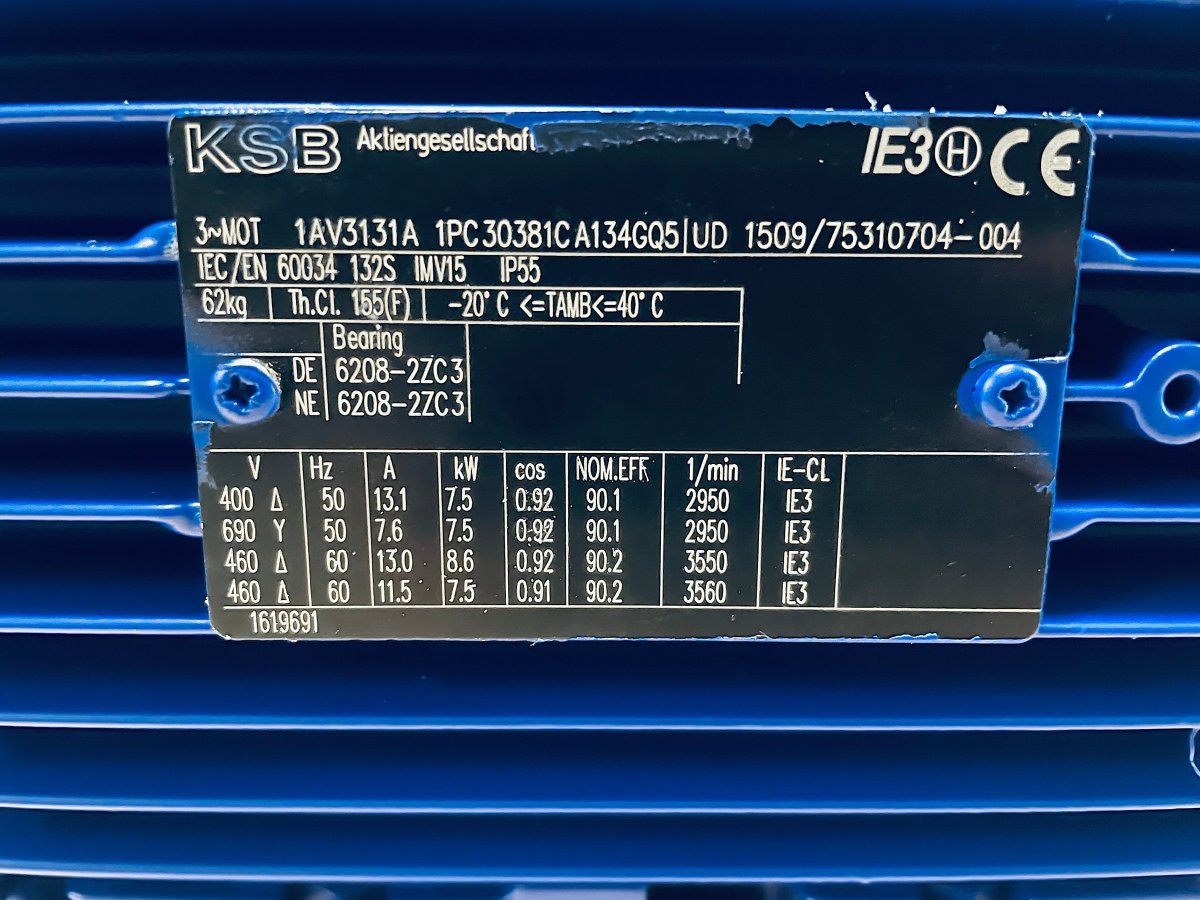 KSB Aktiengesellschaft IE3 H CE
3~MOT 1AV3131A 1PC30381CA134GQ5 UD 1509/75310704-004
IEC/EN 60034 132S IMV15 IP55
62kg Th.Cl. 155(F) -20°C <=TAMB<=40°C
Bearing
DE 6208-2ZC3
NE 6208-2ZC3
V Hz A kW cos NOM.EFF 1/min IE-CL
400 Δ 50 13.1 7.5 0.92 90.1 2950 IE3
690 Y 50 7.6 7.5 0.92 90.1 2950 IE3
460 Δ 60 13.0 8.6 0.92 90.2 3550 IE3
460 Δ 60 11.5 7.5 0.91 90.2 3560 IE3
1619691